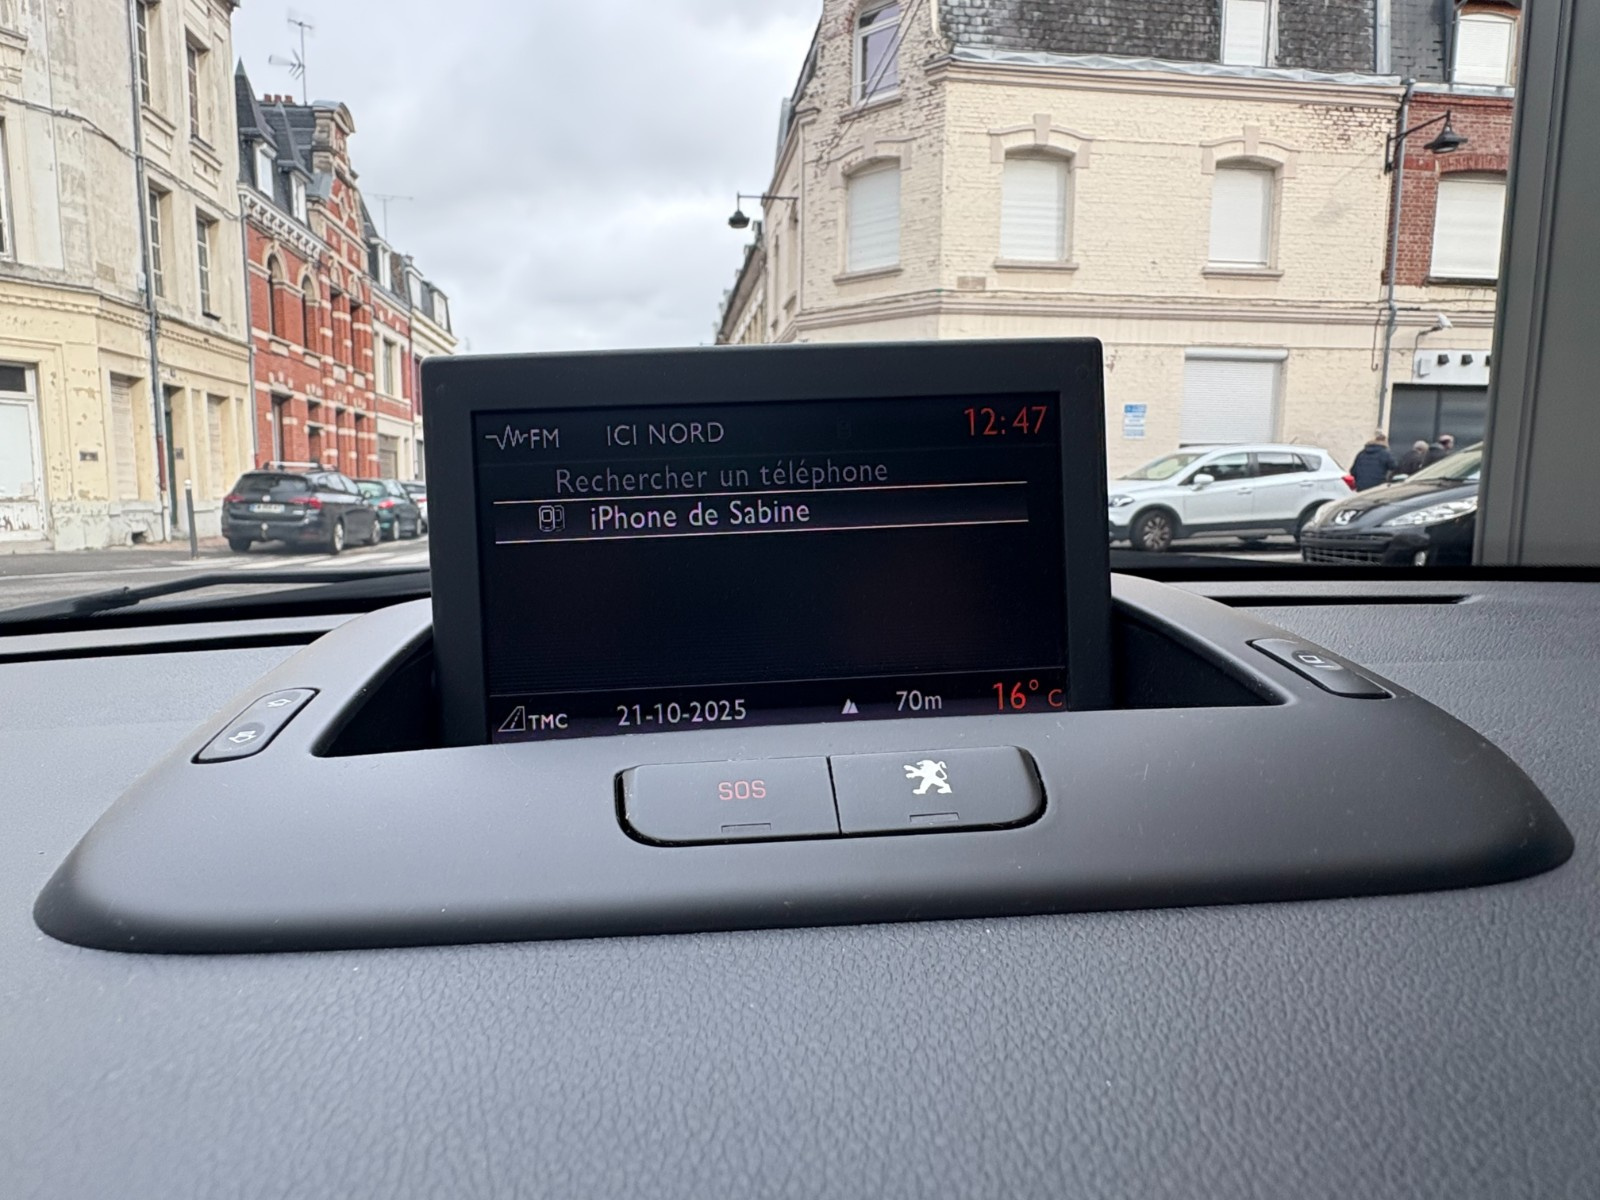 FM ICI NORD 12:47
Rechercher un téléphone
iPhone de Sabine
TMC 21-10-2025 70m 16° C
SOS